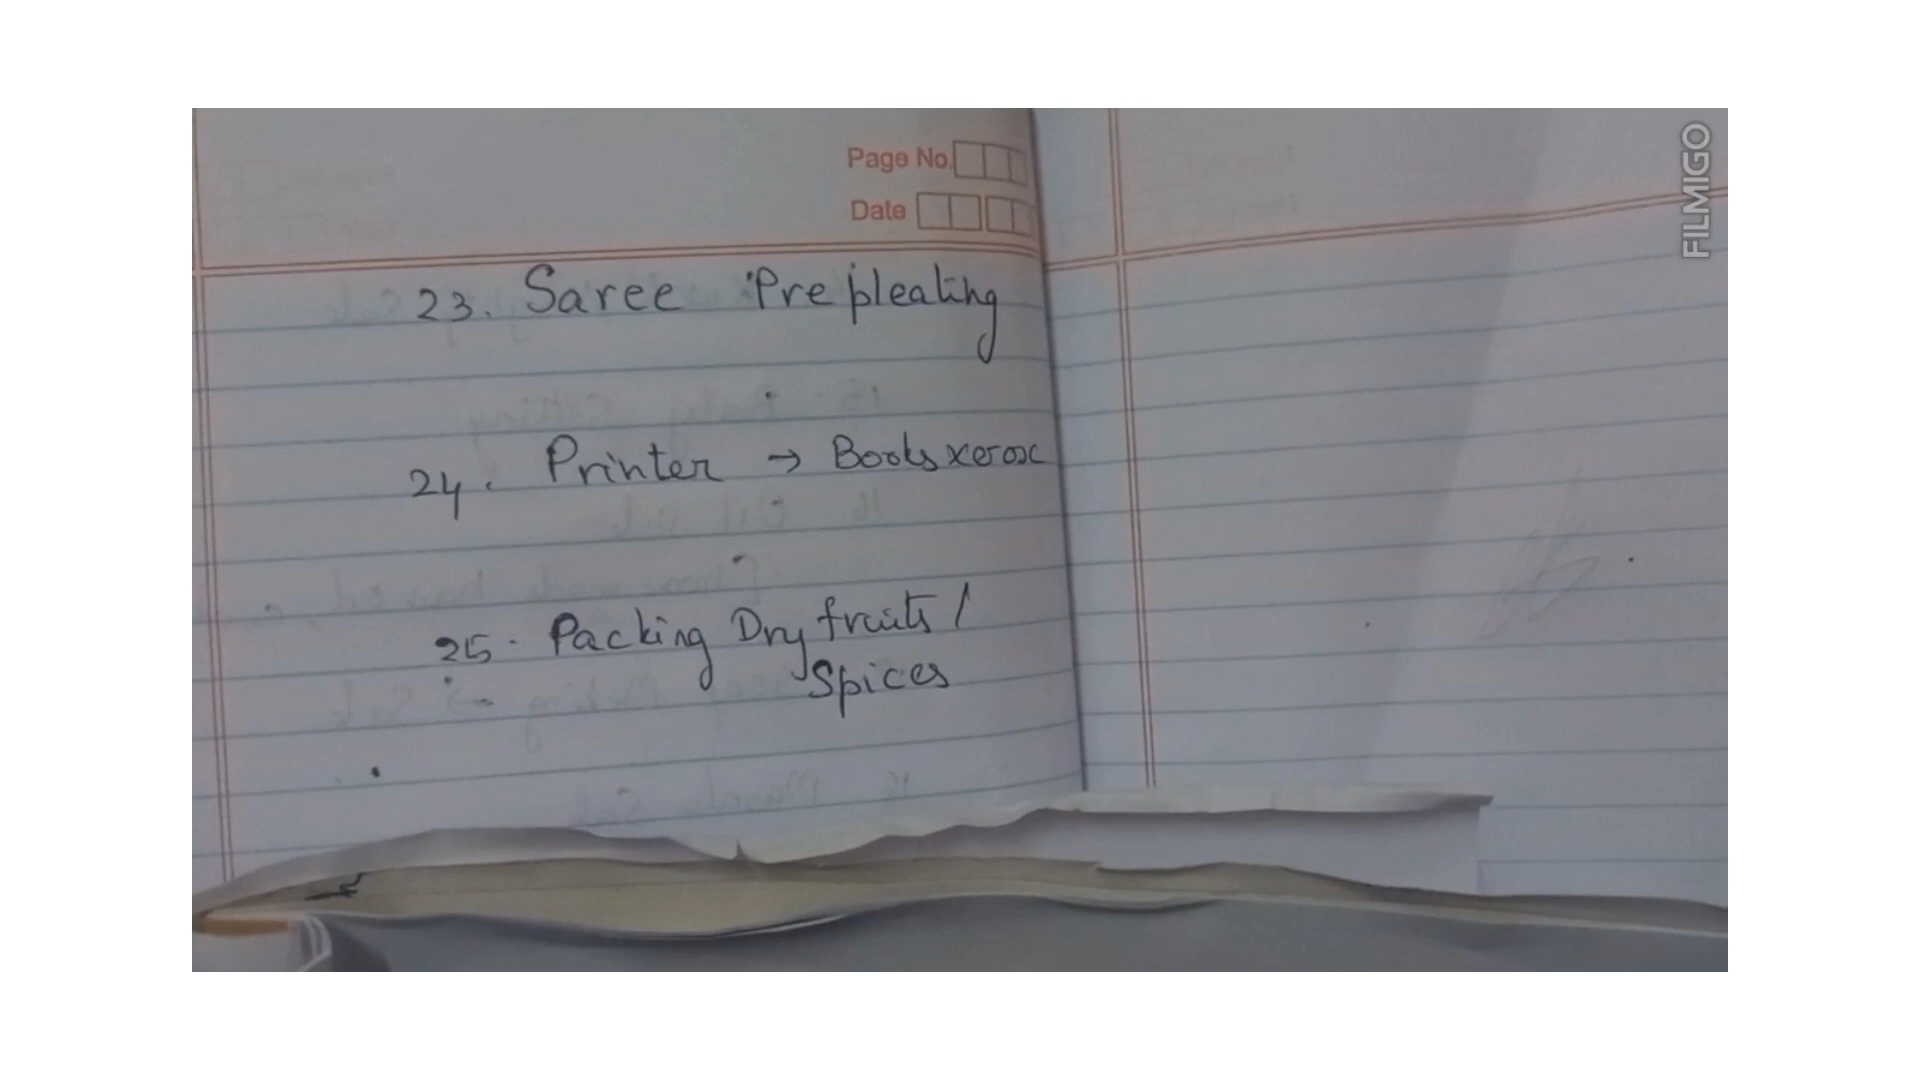 Page No.
Date
FILMIGO
23. Saree Pre pleating
24. Printer → Books xerox
25. Packing Dry fruits /
Spices